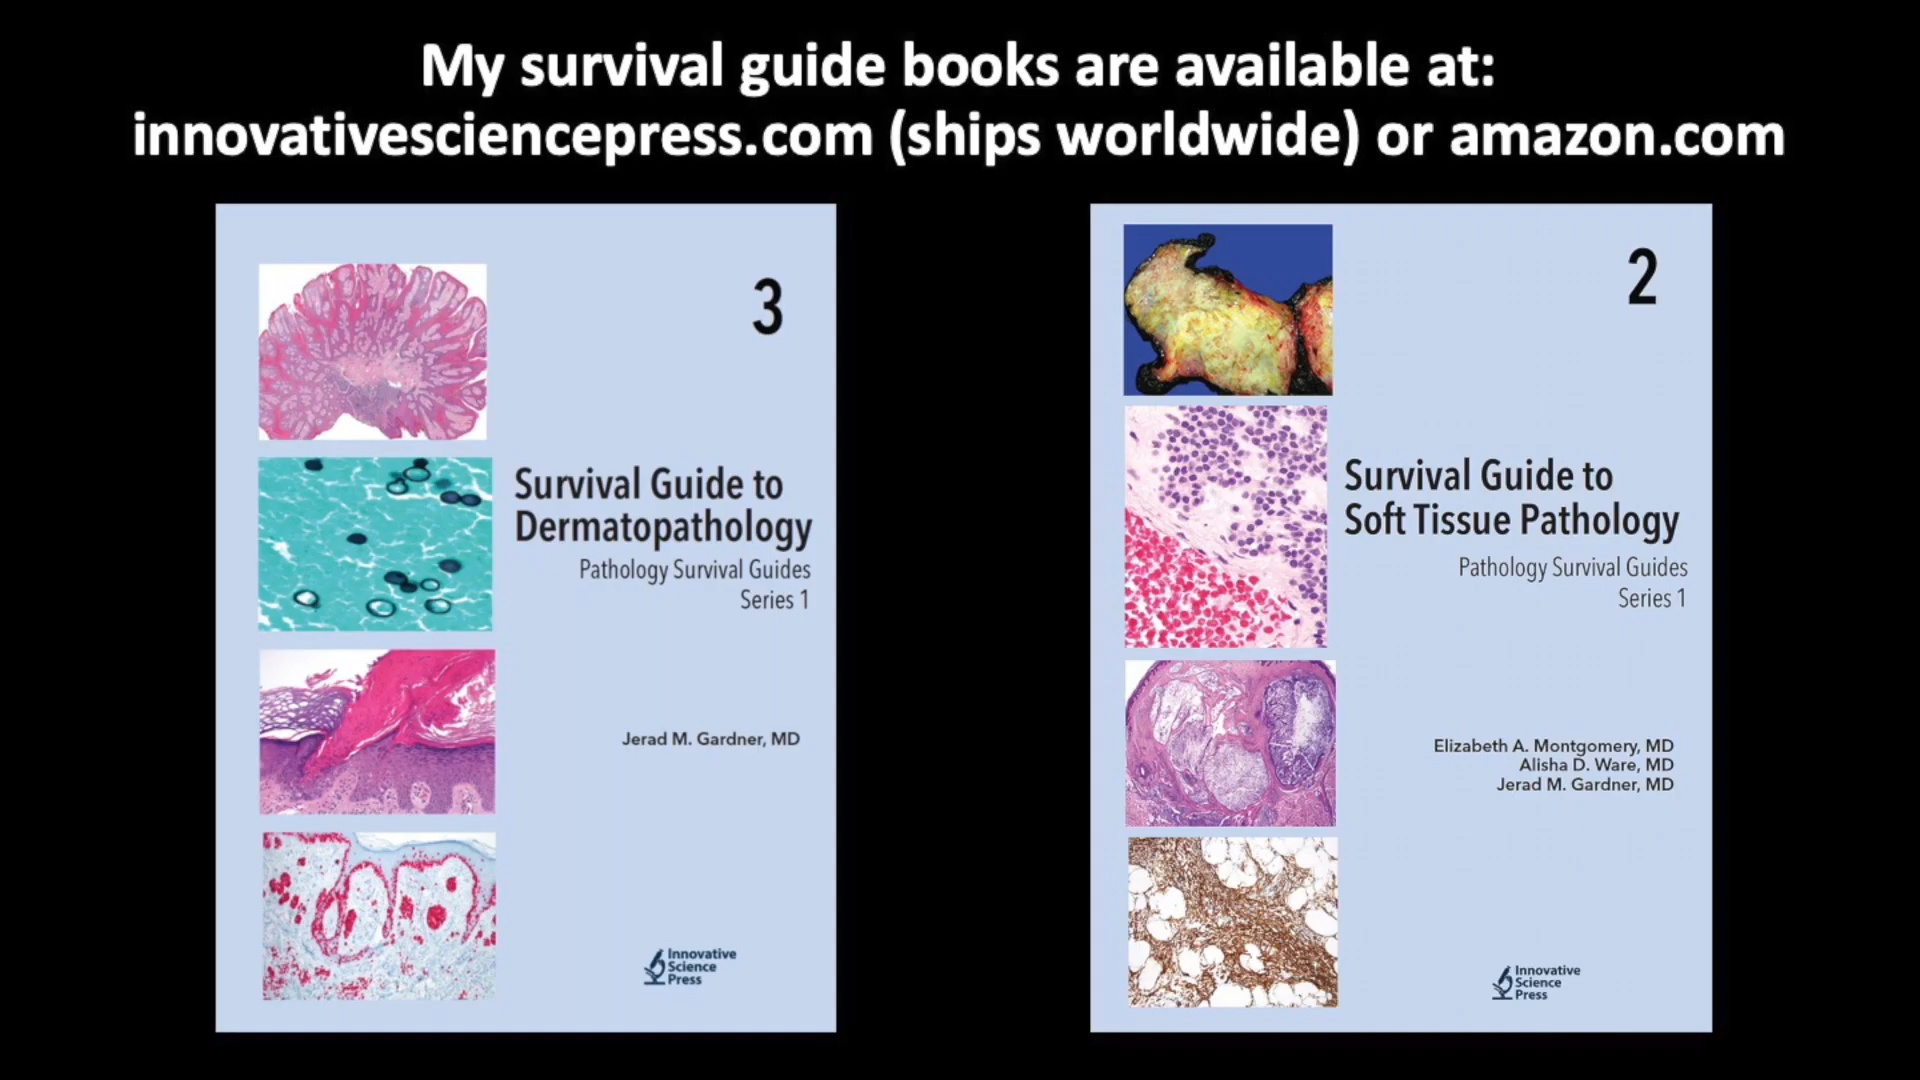 My survival guide books are available at:
innovativesciencepress.com (ships worldwide) or amazon.com
3
Survival Guide to
Dermatopathology
Pathology Survival Guides
Series 1
Jerad M. Gardner, MD
Innovative
Science
Press
2
Survival Guide to
Soft Tissue Pathology
Pathology Survival Guides
Series 1
Elizabeth A. Montgomery, MD
Alisha D. Ware, MD
Jerad M. Gardner, MD
Innovative
Science
Press